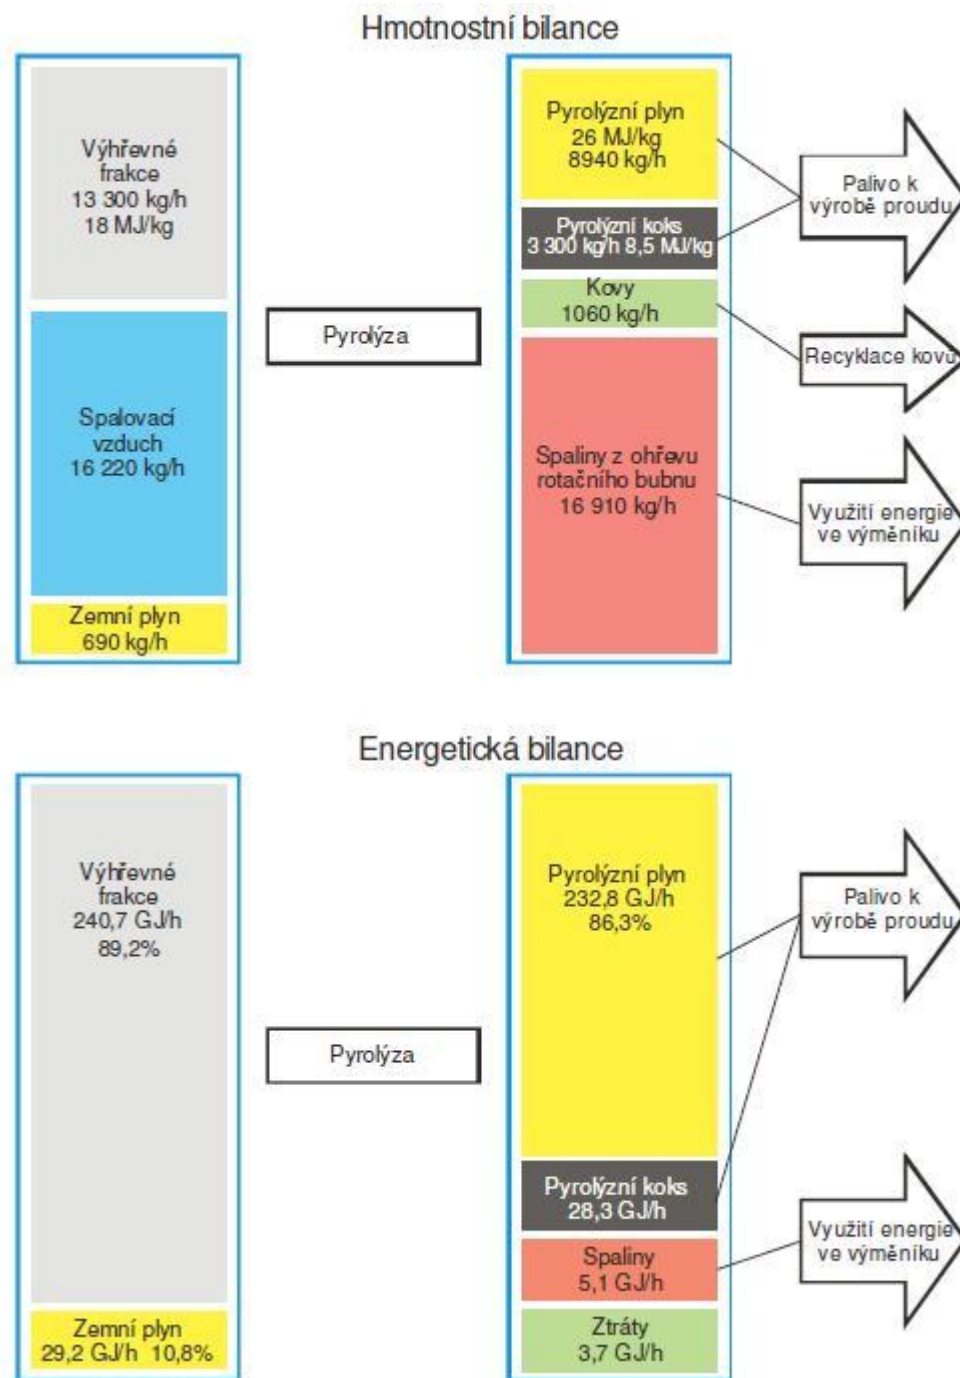 Hmotnostní bilance
Výhřevné
frakce
13 300 kg/h
18 MJ/kg
Spalovací
vzduch
16 220 kg/h
Zemní plyn
690 kg/h
Pyrolýza
Pyrolýzní plyn
26 MJ/kg
8940 kg/h
Pyrolýzní koks
3 300 kg/h 8,5 MJ/kg
Kovy
1060 kg/h
Spaliny z ohřevu
rotačního bubnu
16 910 kg/h
Palivo k
výrobě proudu
Recyklace kovů
Využití energie
ve výměníku
Energetická bilance
Výhřevné
frakce
240,7 GJ/h
89,2%
Zemní plyn
29,2 GJ/h 10,8%
Pyrolýza
Pyrolýzní plyn
232,8 GJ/h
86,3%
Pyrolýzní koks
28,3 GJ/h
Spaliny
5,1 GJ/h
Ztráty
3,7 GJ/h
Palivo k
výrobě proudu
Využití energie
ve výměníku